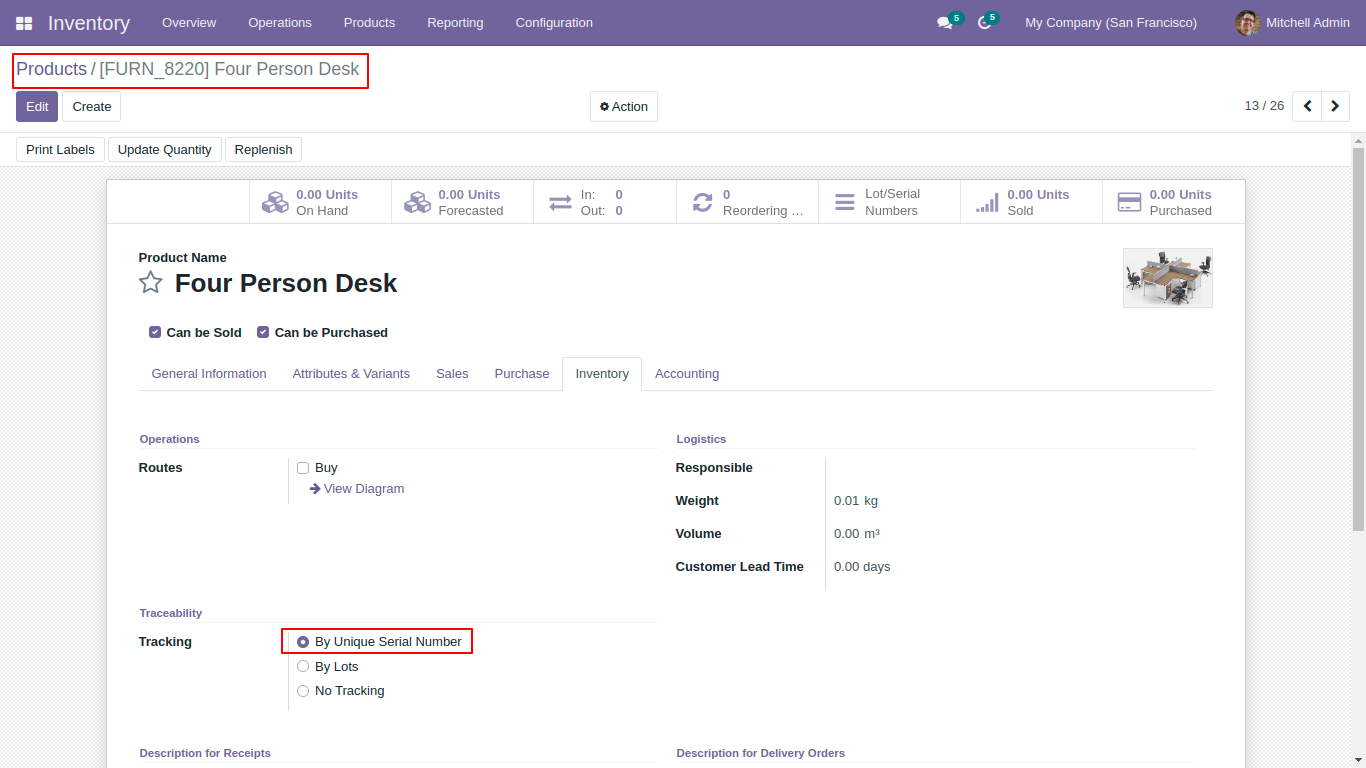 Inventory Overview Operations Products Reporting Configuration 5 5 My Company (San Francisco) Mitchell Admin
Products / [FURN_8220] Four Person Desk
Edit Create Action 13 / 26
Print Labels Update Quantity Replenish
0.00 Units On Hand
0.00 Units Forecasted
In: 0
Out: 0
0 Reordering ...
Lot/Serial Numbers
0.00 Units Sold
0.00 Units Purchased
Product Name
Four Person Desk
Can be Sold Can be Purchased
General Information Attributes & Variants Sales Purchase Inventory Accounting
Operations
Routes Buy
View Diagram
Logistics
Responsible
Weight 0.01 kg
Volume 0.00 m³
Customer Lead Time 0.00 days
Traceability
Tracking By Unique Serial Number
By Lots
No Tracking
Description for Receipts Description for Delivery Orders